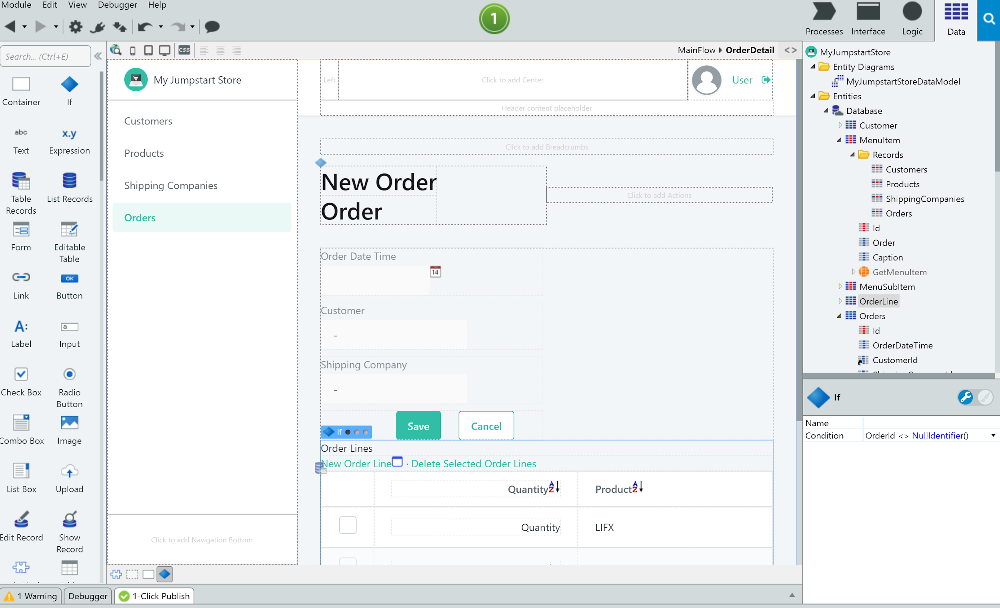 Module Edit View Debugger Help
1
Processes Interface Logic Data
Search... (Ctrl+E)
CSS
MainFlow OrderDetail <>
Container If
abc x.y
Text Expression
Table Records List Records
Form Editable Table
OK
Link Button
A: a
Label Input
Check Box Radio Button
Combo Box Image
List Box Upload
Edit Record Show Record
My Jumpstart Store
Customers
Products
Shipping Companies
Orders
Click to add Navigation Bottom
Left Click to add Center User
Header content placeholder
Click to add Breadcrumbs
New Order
Order
Click to add Actions
Order Date Time
14
Customer
-
Shipping Company
-
Save Cancel
If
Order Lines
New Order Line · Delete Selected Order Lines
Quantity AZ Product AZ
Quantity LIFX
MyJumpstartStore
Entity Diagrams
MyJumpstartStoreDataModel
Entities
Database
Customer
MenuItem
Records
Customers
Products
ShippingCompanies
Orders
Id
Order
Caption
GetMenuItem
MenuSubItem
OrderLine
Orders
Id
OrderDateTime
CustomerId
If
Name
Condition OrderId <> NullIdentifier()
1 Warning Debugger 1-Click Publish